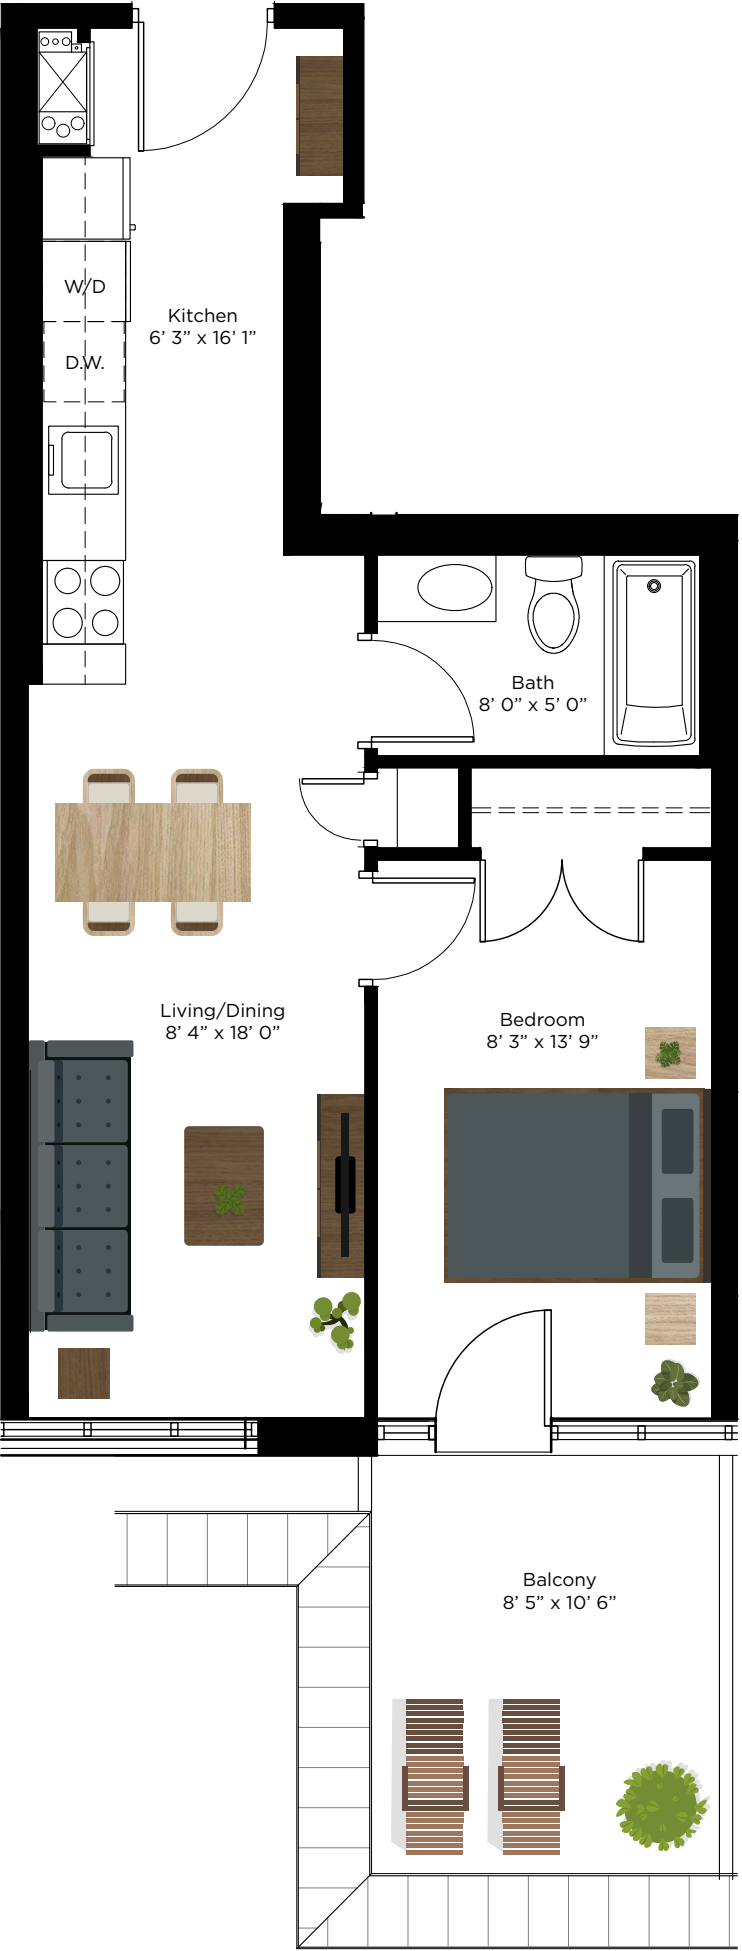 W/D
Kitchen
6’ 3” x 16’ 1”
D.W.
Bath
8’ 0” x 5’ 0”
Living/Dining
8’ 4” x 18’ 0”
Bedroom
8’ 3” x 13’ 9”
Balcony
8’ 5” x 10’ 6”